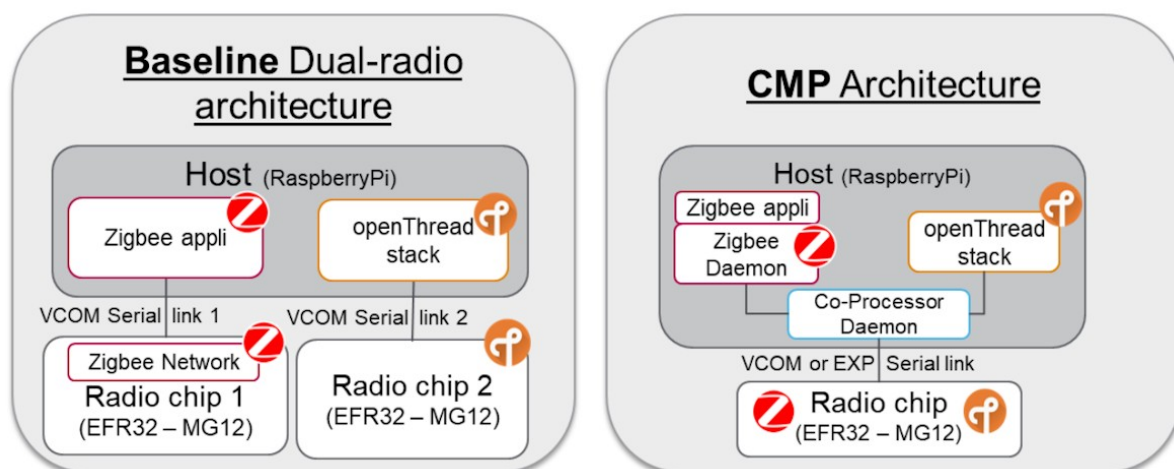 Baseline Dual-radio
architecture
Host (RaspberryPi)
Zigbee appli
openThread
stack
VCOM Serial link 1
VCOM Serial link 2
Zigbee Network
Radio chip 1
(EFR32 – MG12)
Radio chip 2
(EFR32 – MG12)
CMP Architecture
Host (RaspberryPi)
Zigbee appli
Zigbee
Daemon
openThread
stack
Co-Processor
Daemon
VCOM or EXP Serial link
Radio chip
(EFR32 – MG12)